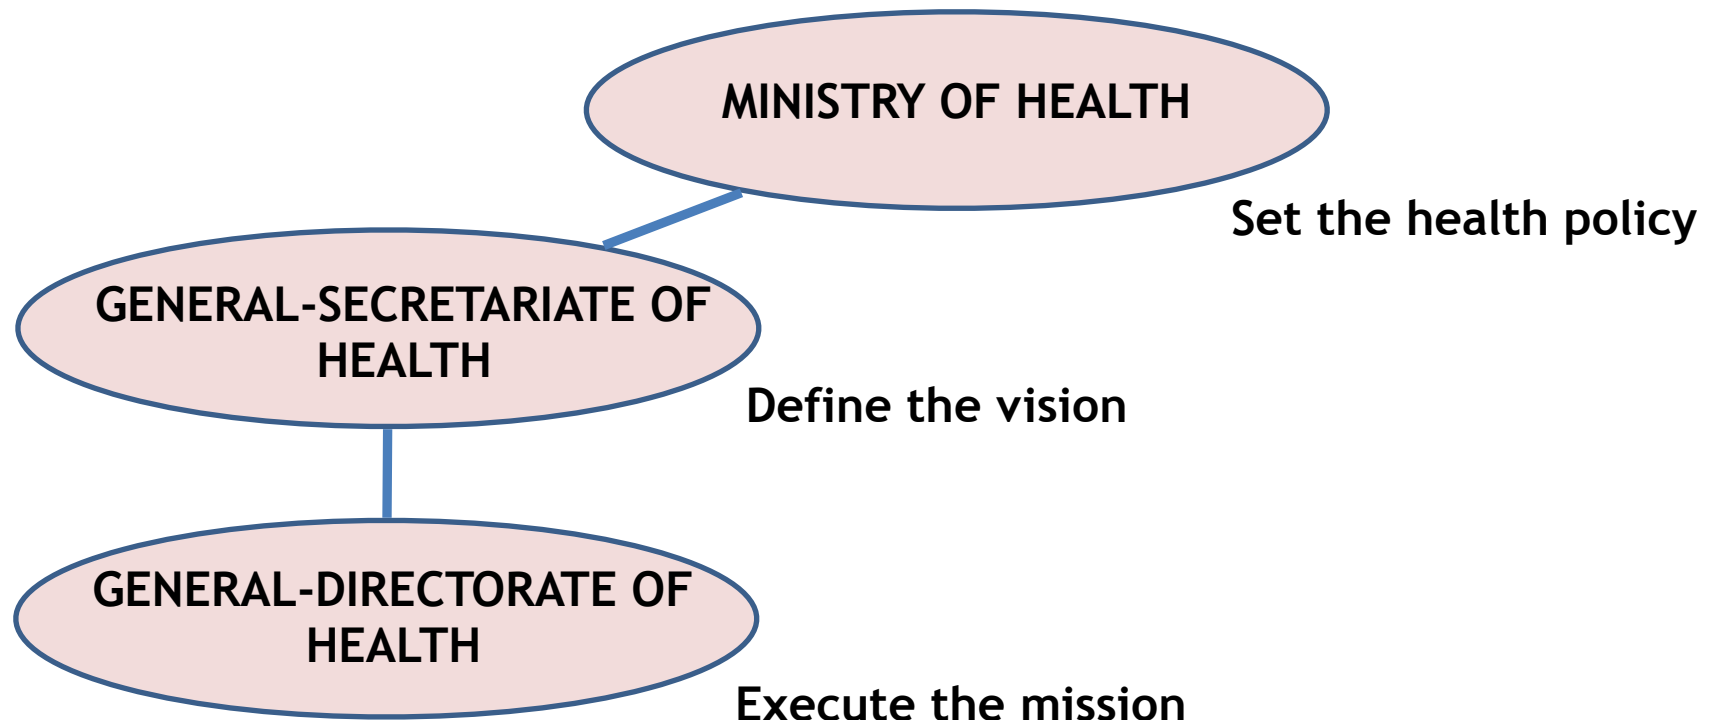 MINISTRY OF HEALTH
Set the health policy
GENERAL-SECRETARIATE OF
HEALTH
Define the vision
GENERAL-DIRECTORATE OF
HEALTH
Execute the mission